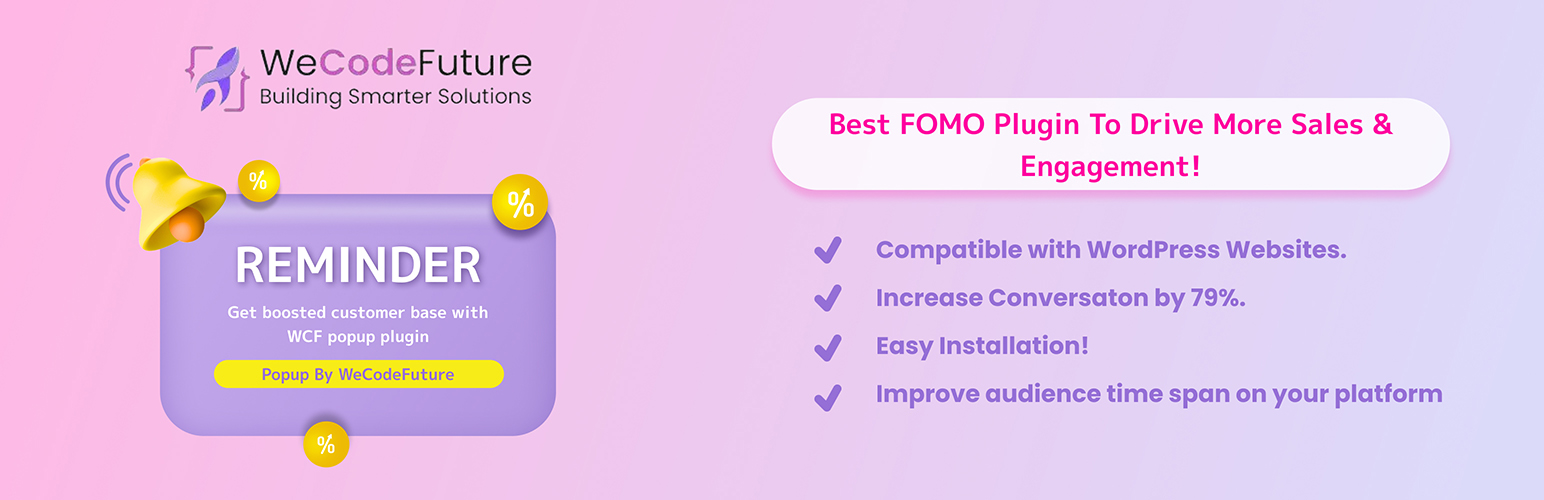 WeCodeFuture
Building Smarter Solutions
%
%
REMINDER
Get boosted customer base with
WCF popup plugin
Popup By WeCodeFuture
%
Best FOMO Plugin To Drive More Sales &
Engagement!
Compatible with WordPress Websites.
Increase Conversaton by 79%.
Easy Installation!
Improve audience time span on your platform